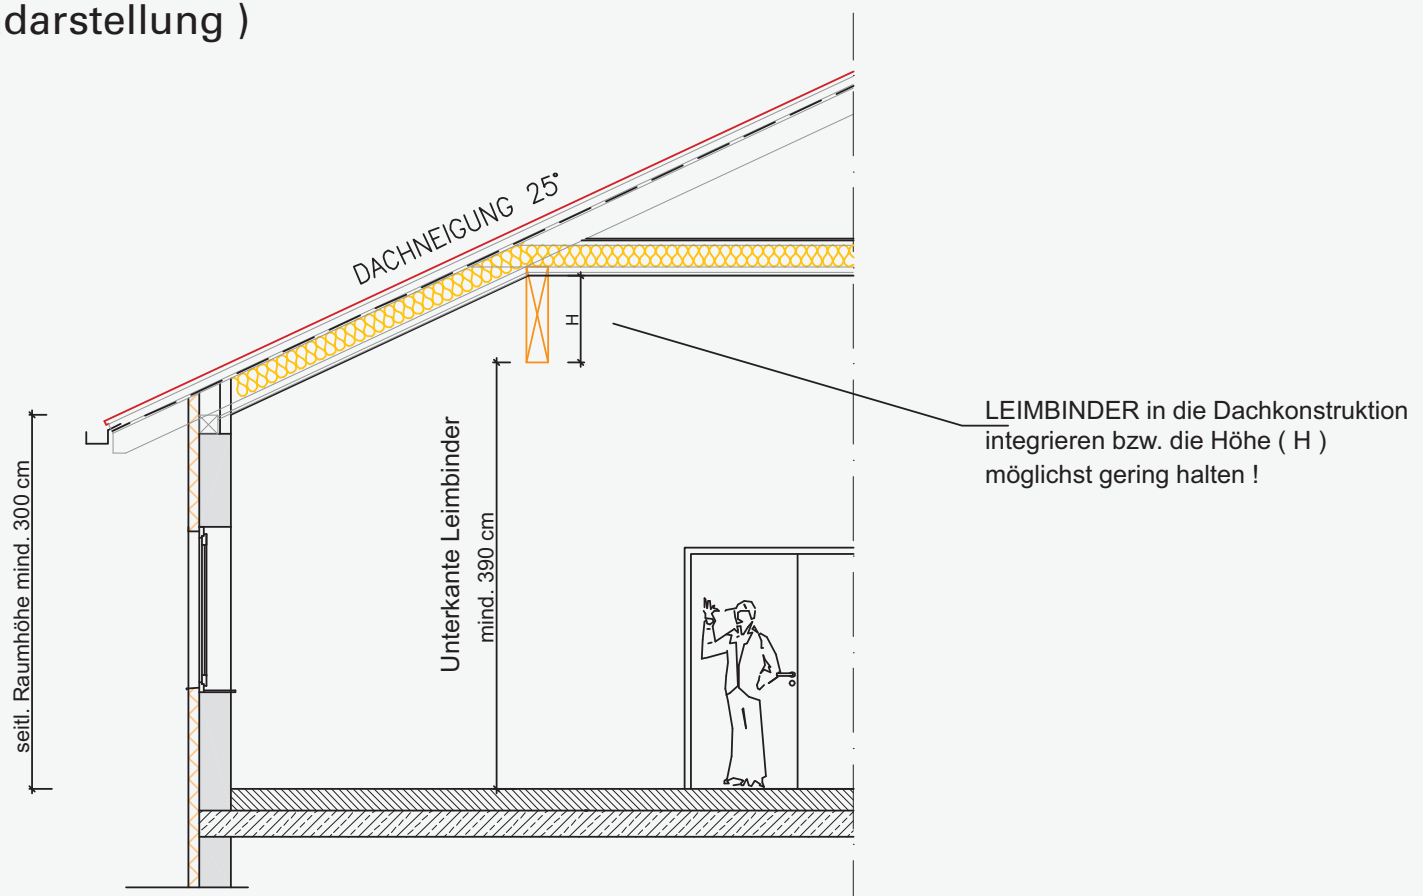 darstellung )
DACHNEIGUNG 25°
H
LEIMBINDER in die Dachkonstruktion
integrieren bzw. die Höhe ( H )
möglichst gering halten !
Unterkante Leimbinder
mind. 390 cm
seitl. Raumhöhe mind. 300 cm